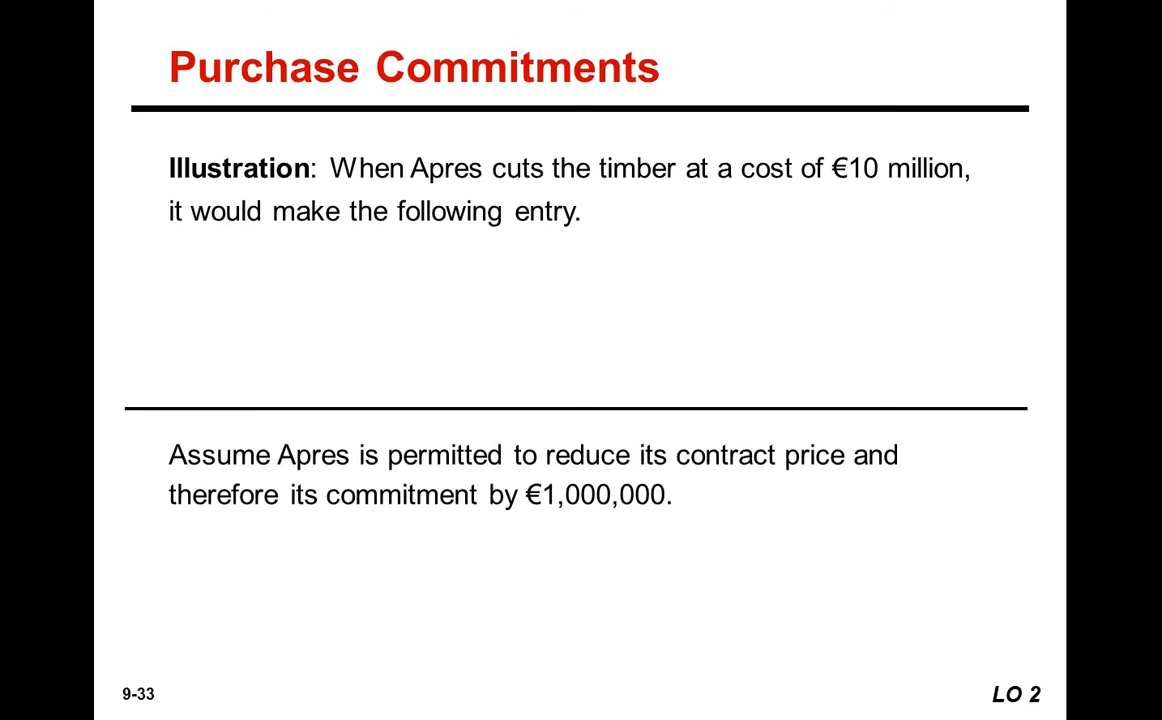 Purchase Commitments
Illustration: When Apres cuts the timber at a cost of €10 million,
it would make the following entry.
Assume Apres is permitted to reduce its contract price and
therefore its commitment by €1,000,000.
9-33
LO 2